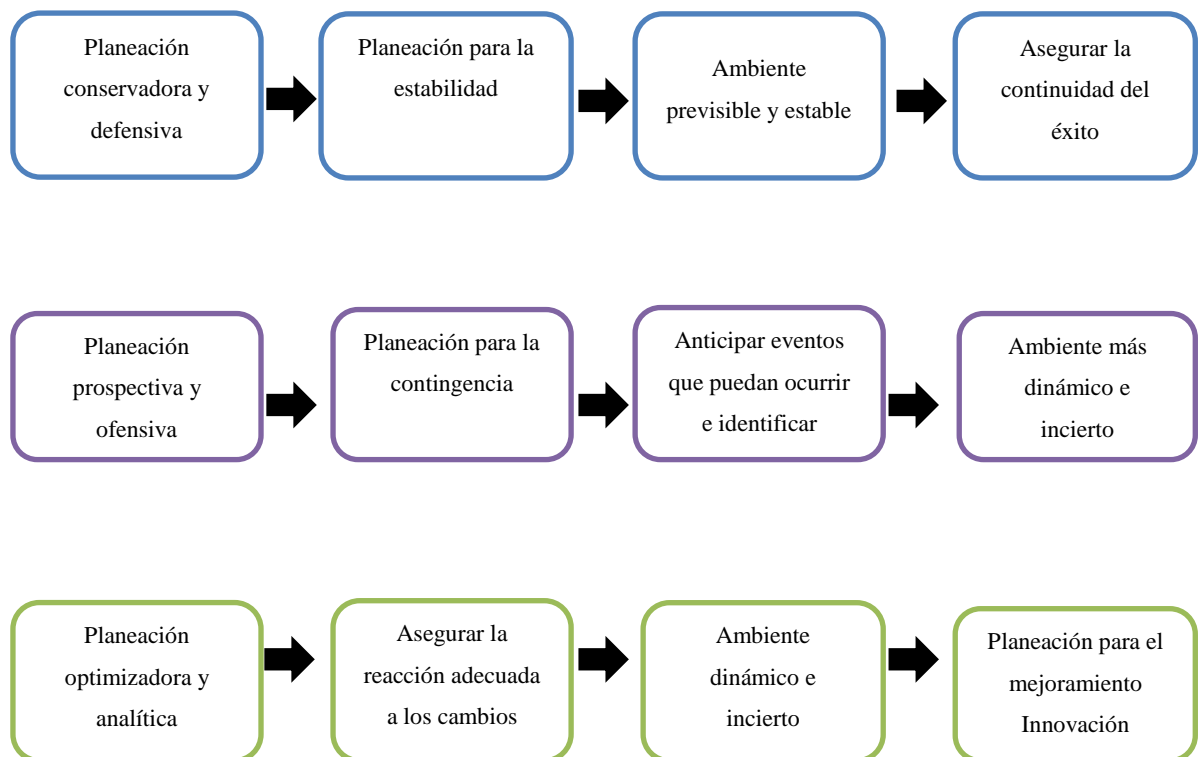 Planeación
conservadora y
defensiva
Planeación para la
estabilidad
Ambiente
previsible y estable
Asegurar la
continuidad del
éxito
Planeación
prospectiva y
ofensiva
Planeación para la
contingencia
Anticipar eventos
que puedan ocurrir
e identificar
Ambiente más
dinámico e
incierto
Planeación
optimizadora y
analítica
Asegurar la
reacción adecuada
a los cambios
Ambiente
dinámico e
incierto
Planeación para el
mejoramiento
Innovación